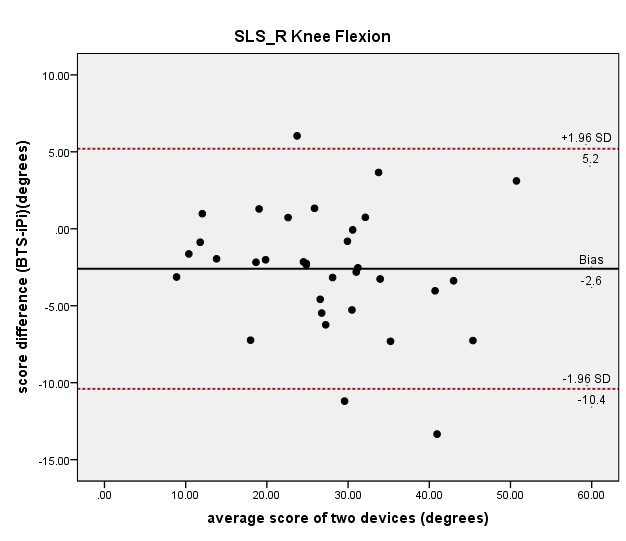 SLS_R Knee Flexion
score difference (BTS-iPi)(degrees)
10.00
5.00
.00
-5.00
-10.00
-15.00
+1.96 SD
5.2
Bias
-2.6
-1.96 SD
-10.4
.00 10.00 20.00 30.00 40.00 50.00 60.00
average score of two devices (degrees)